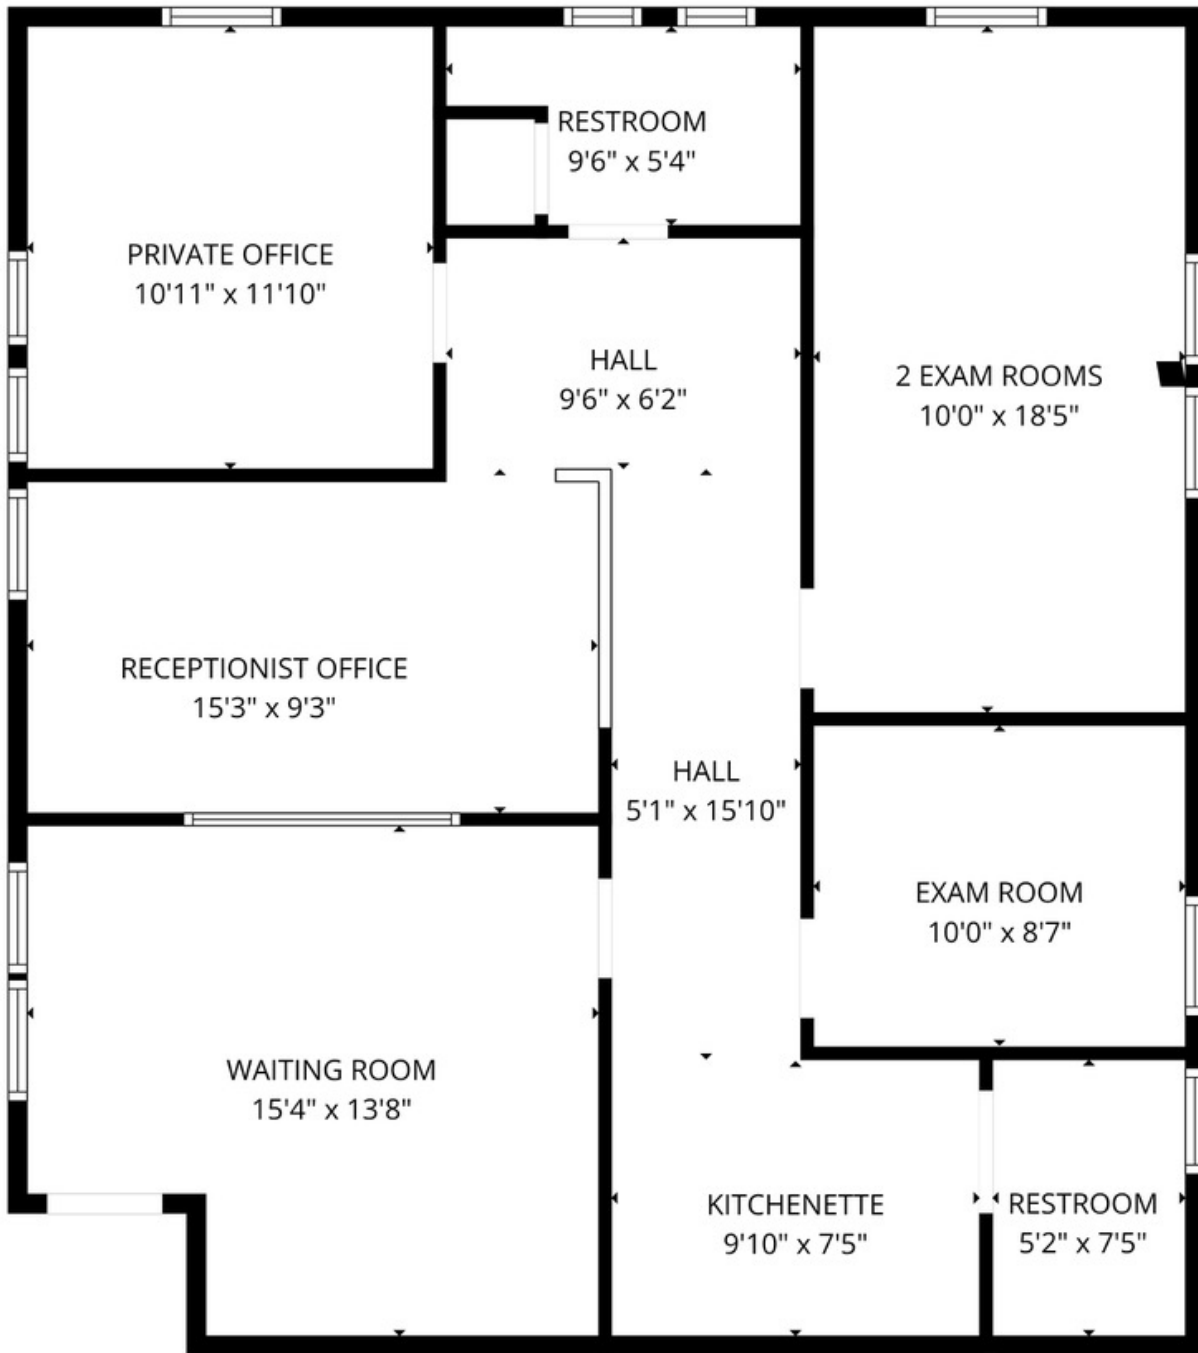 RESTROOM
9'6" x 5'4"
PRIVATE OFFICE
10'11" x 11'10"
HALL
9'6" x 6'2"
2 EXAM ROOMS
10'0" x 18'5"
RECEPTIONIST OFFICE
15'3" x 9'3"
HALL
5'1" x 15'10"
EXAM ROOM
10'0" x 8'7"
WAITING ROOM
15'4" x 13'8"
KITCHENETTE
9'10" x 7'5"
RESTROOM
5'2" x 7'5"